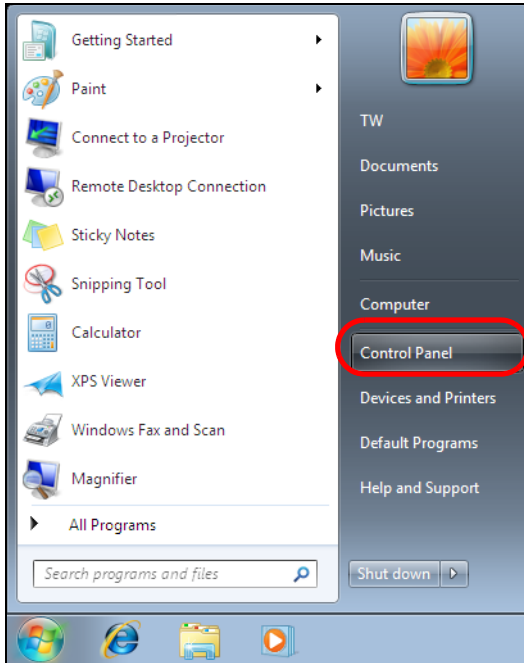 Getting Started
Paint
Connect to a Projector
Remote Desktop Connection
Sticky Notes
Snipping Tool
Calculator
XPS Viewer
Windows Fax and Scan
Magnifier
All Programs
Search programs and files
TW
Documents
Pictures
Music
Computer
Control Panel
Devices and Printers
Default Programs
Help and Support
Shut down